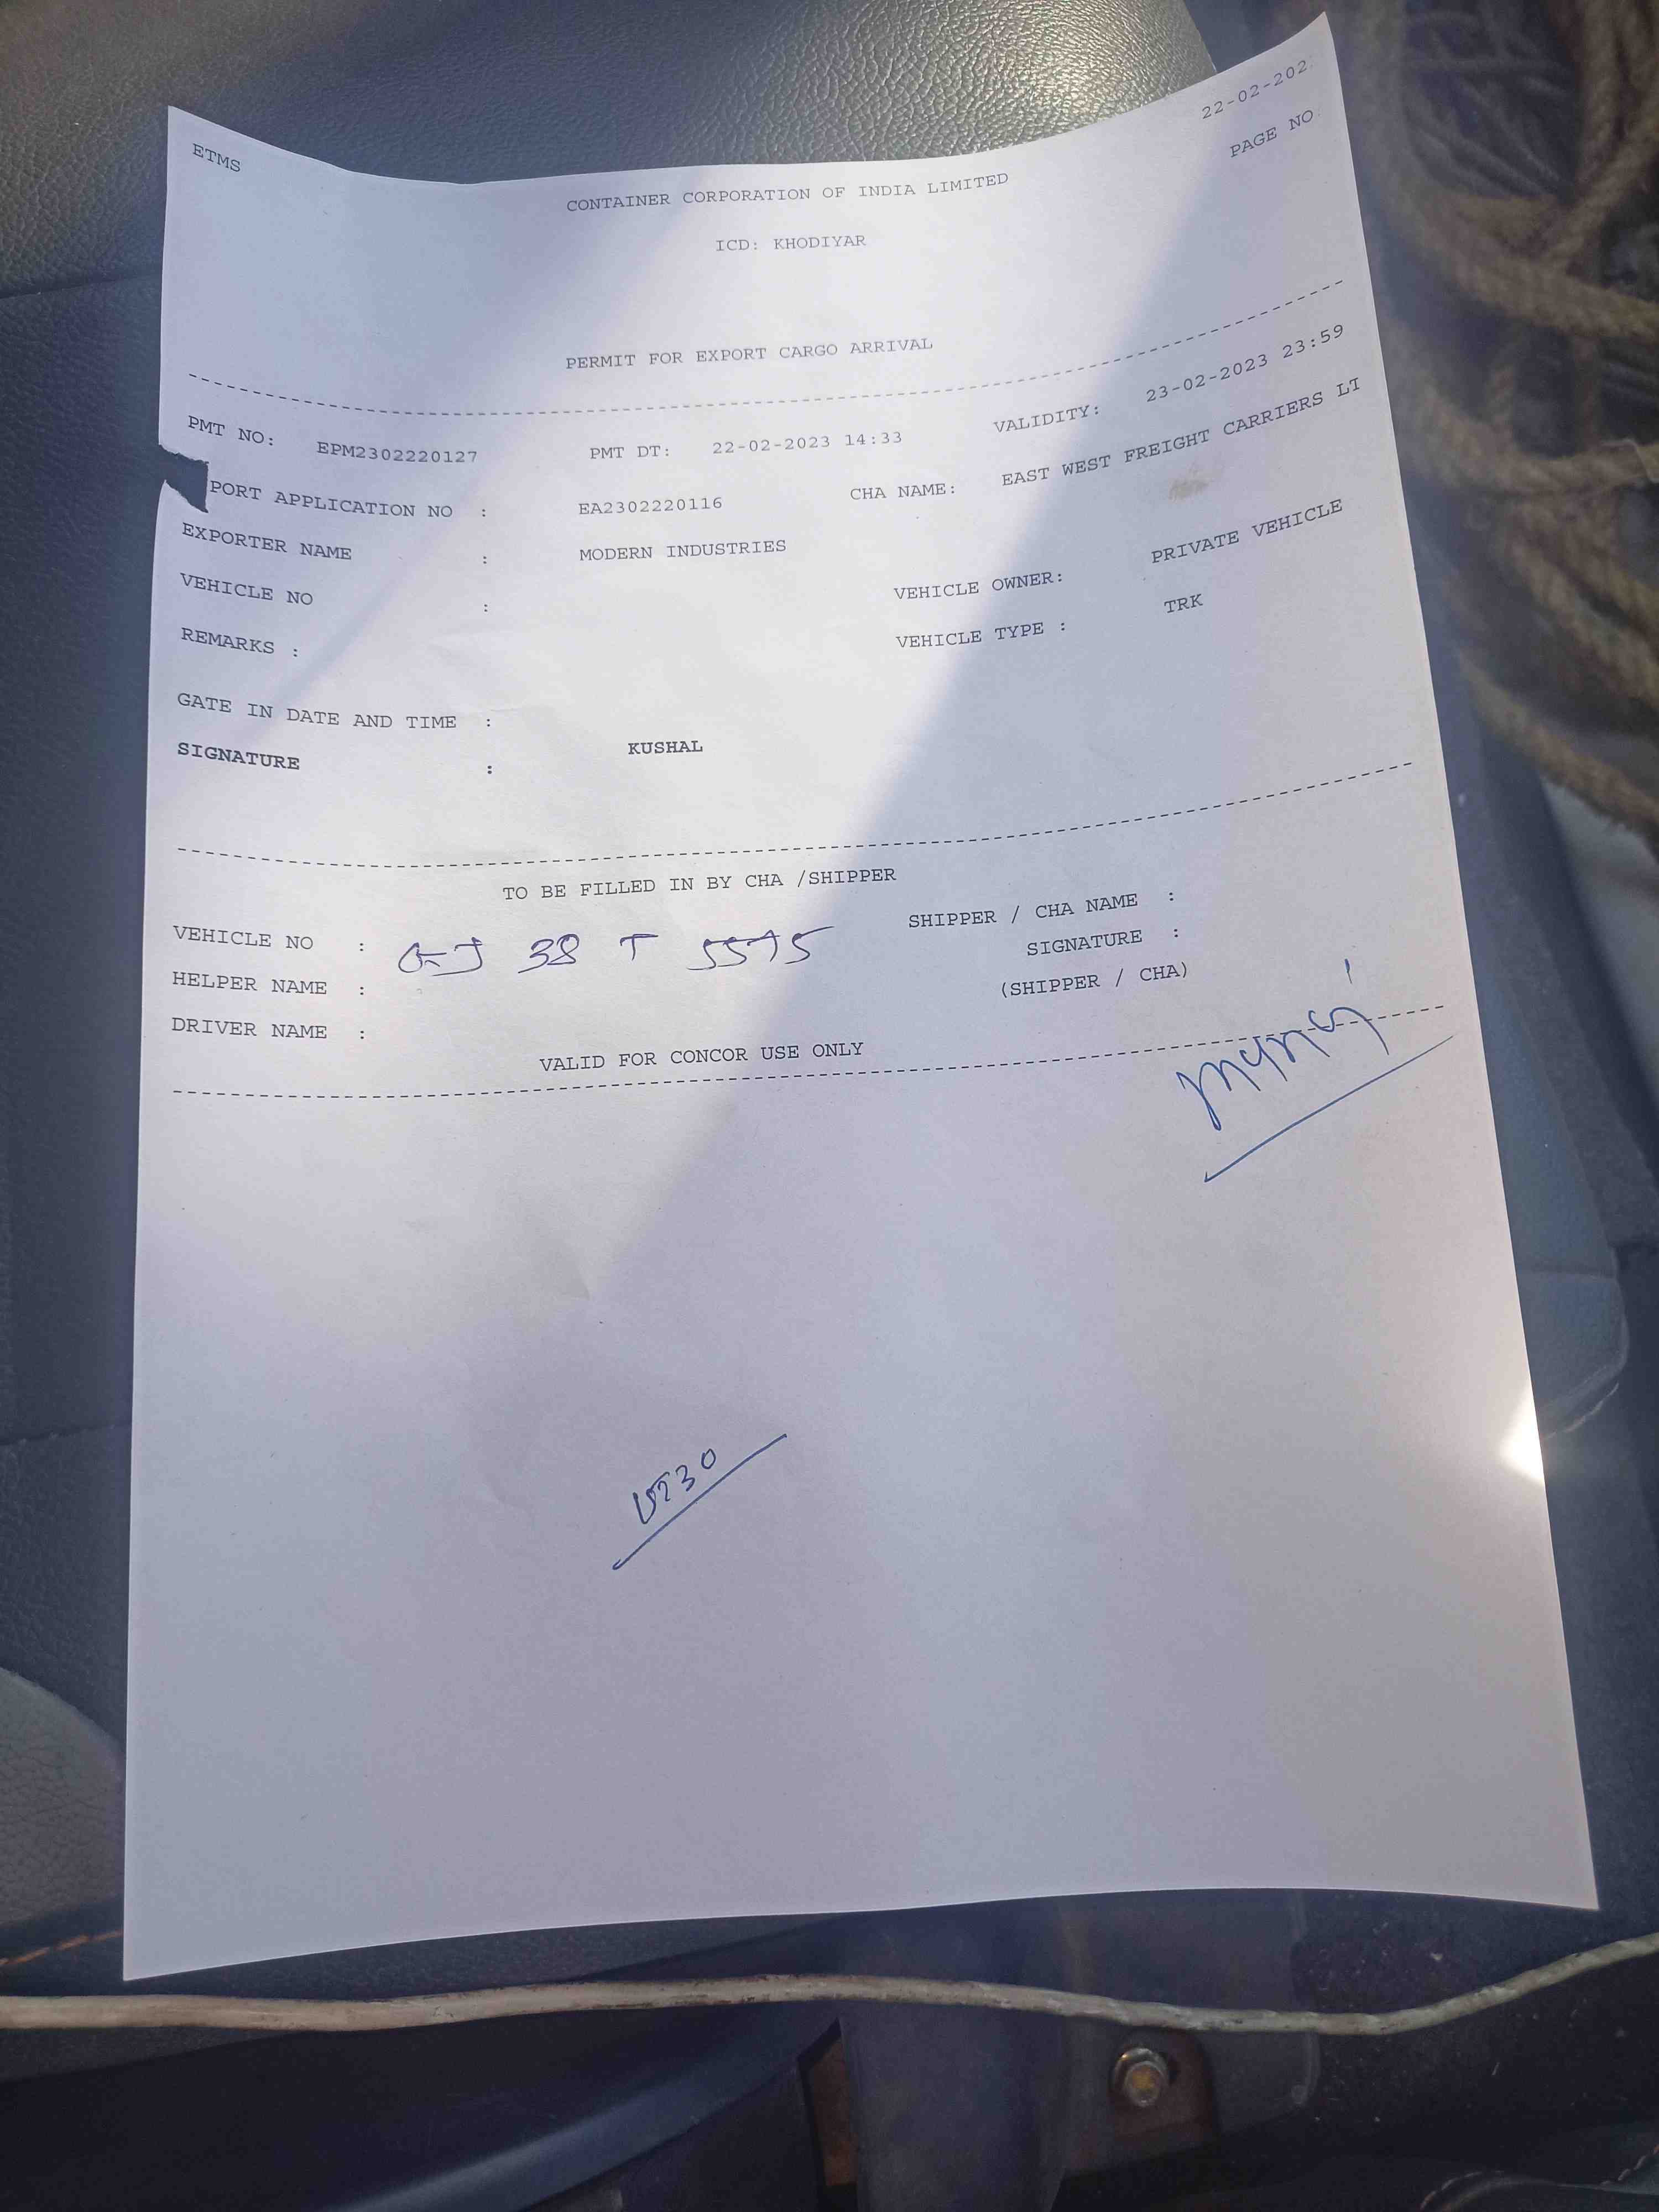 22-02-202
ETMS
PAGE NO
CONTAINER CORPORATION OF INDIA LIMITED
ICD: KHODIYAR
PERMIT FOR EXPORT CARGO ARRIVAL
PMT NO: EPM2302220127 PMT DT: 22-02-2023 14:33 VALIDITY: 23-02-2023 23:59
PORT APPLICATION NO : EA2302220116 CHA NAME: EAST WEST FREIGHT CARRIERS LT
EXPORTER NAME : MODERN INDUSTRIES
VEHICLE NO : VEHICLE OWNER: PRIVATE VEHICLE
REMARKS : VEHICLE TYPE : TRK
GATE IN DATE AND TIME :
SIGNATURE : KUSHAL
TO BE FILLED IN BY CHA /SHIPPER
VEHICLE NO : GJ 38 T 5575 SHIPPER / CHA NAME :
HELPER NAME : SIGNATURE :
DRIVER NAME : (SHIPPER / CHA)
VALID FOR CONCOR USE ONLY